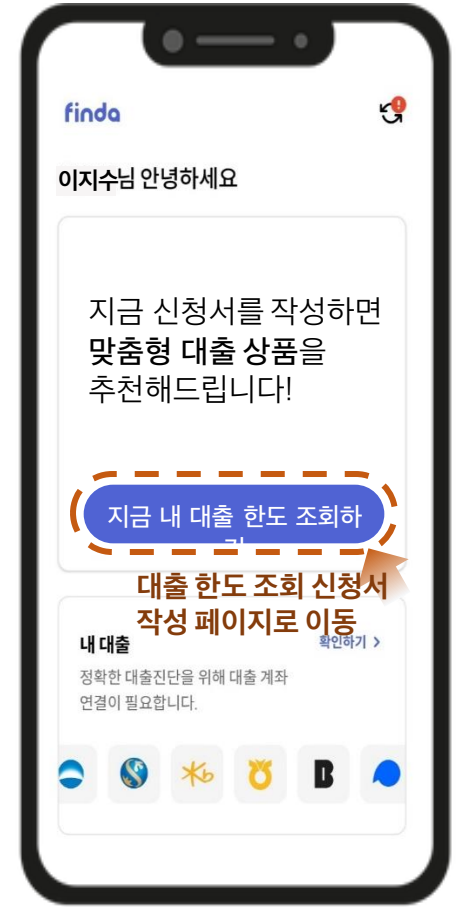 finda
이지수님 안녕하세요
지금 신청서를 작성하면
맞춤형 대출 상품을
추천해드립니다!
지금 내 대출 한도 조회하
대출 한도 조회 신청서
작성 페이지로 이동
내 대출
확인하기 >
정확한 대출진단을 위해 대출 계좌
연결이 필요합니다.